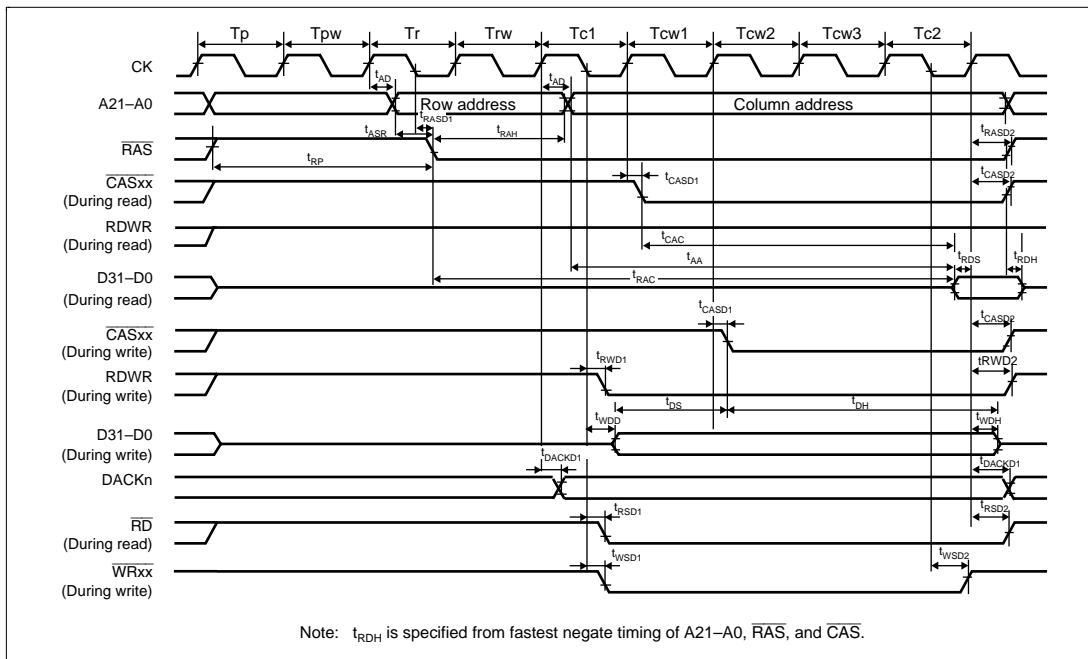 Tp Tpw Tr Trw Tc1 Tcw1 Tcw2 Tcw3 Tc2
CK
tAD tAD
A21–A0 Row address Column address
tRASD1 tASR tRAH tRASD2
RAS
tRP
CASxx tCASD1 tCASD2
(During read)
RDWR
(During read)
tCAC tRDS tRDH
tAA
D31–D0 tRAC
(During read)
tCASD1 tCASD2
CASxx
(During write)
RDWR tRWD1 tRWD2
(During write)
tDS tDH
tWDD tWDH
D31–D0
(During write)
tDACKD1 tDACKD1
DACKn
tRSD1 tRSD2
RD
(During read)
tWSD1 tWSD2
WRxx
(During write)
Note: tRDH is specified from fastest negate timing of A21–A0, RAS, and CAS.